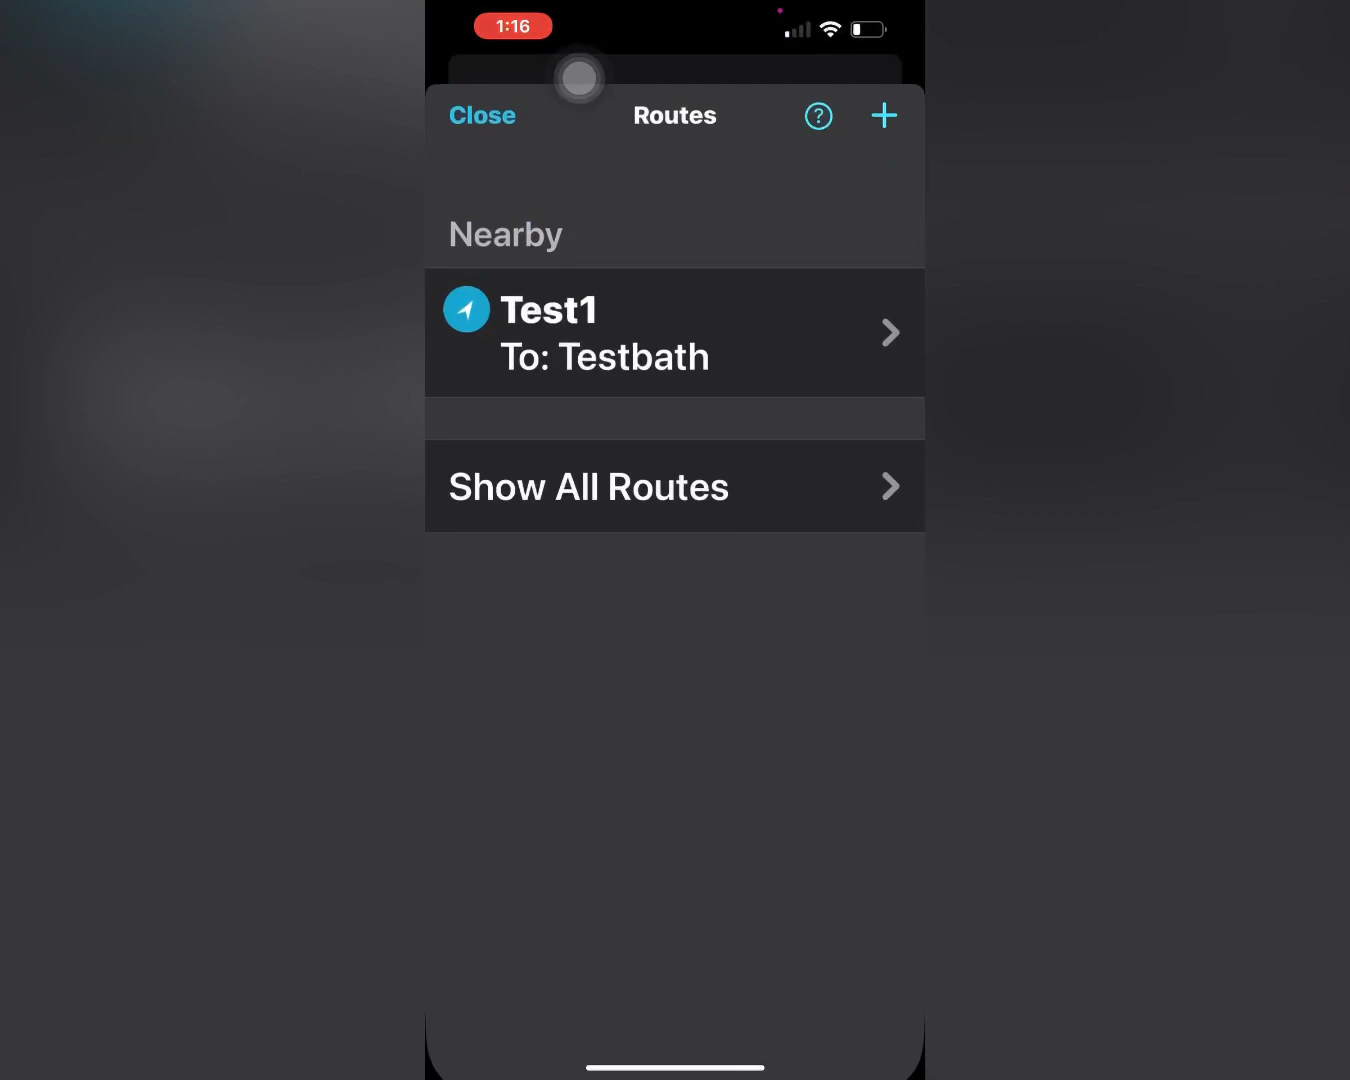 1:16
Close
Routes
?
Nearby
Test1
To: Testbath
Show All Routes